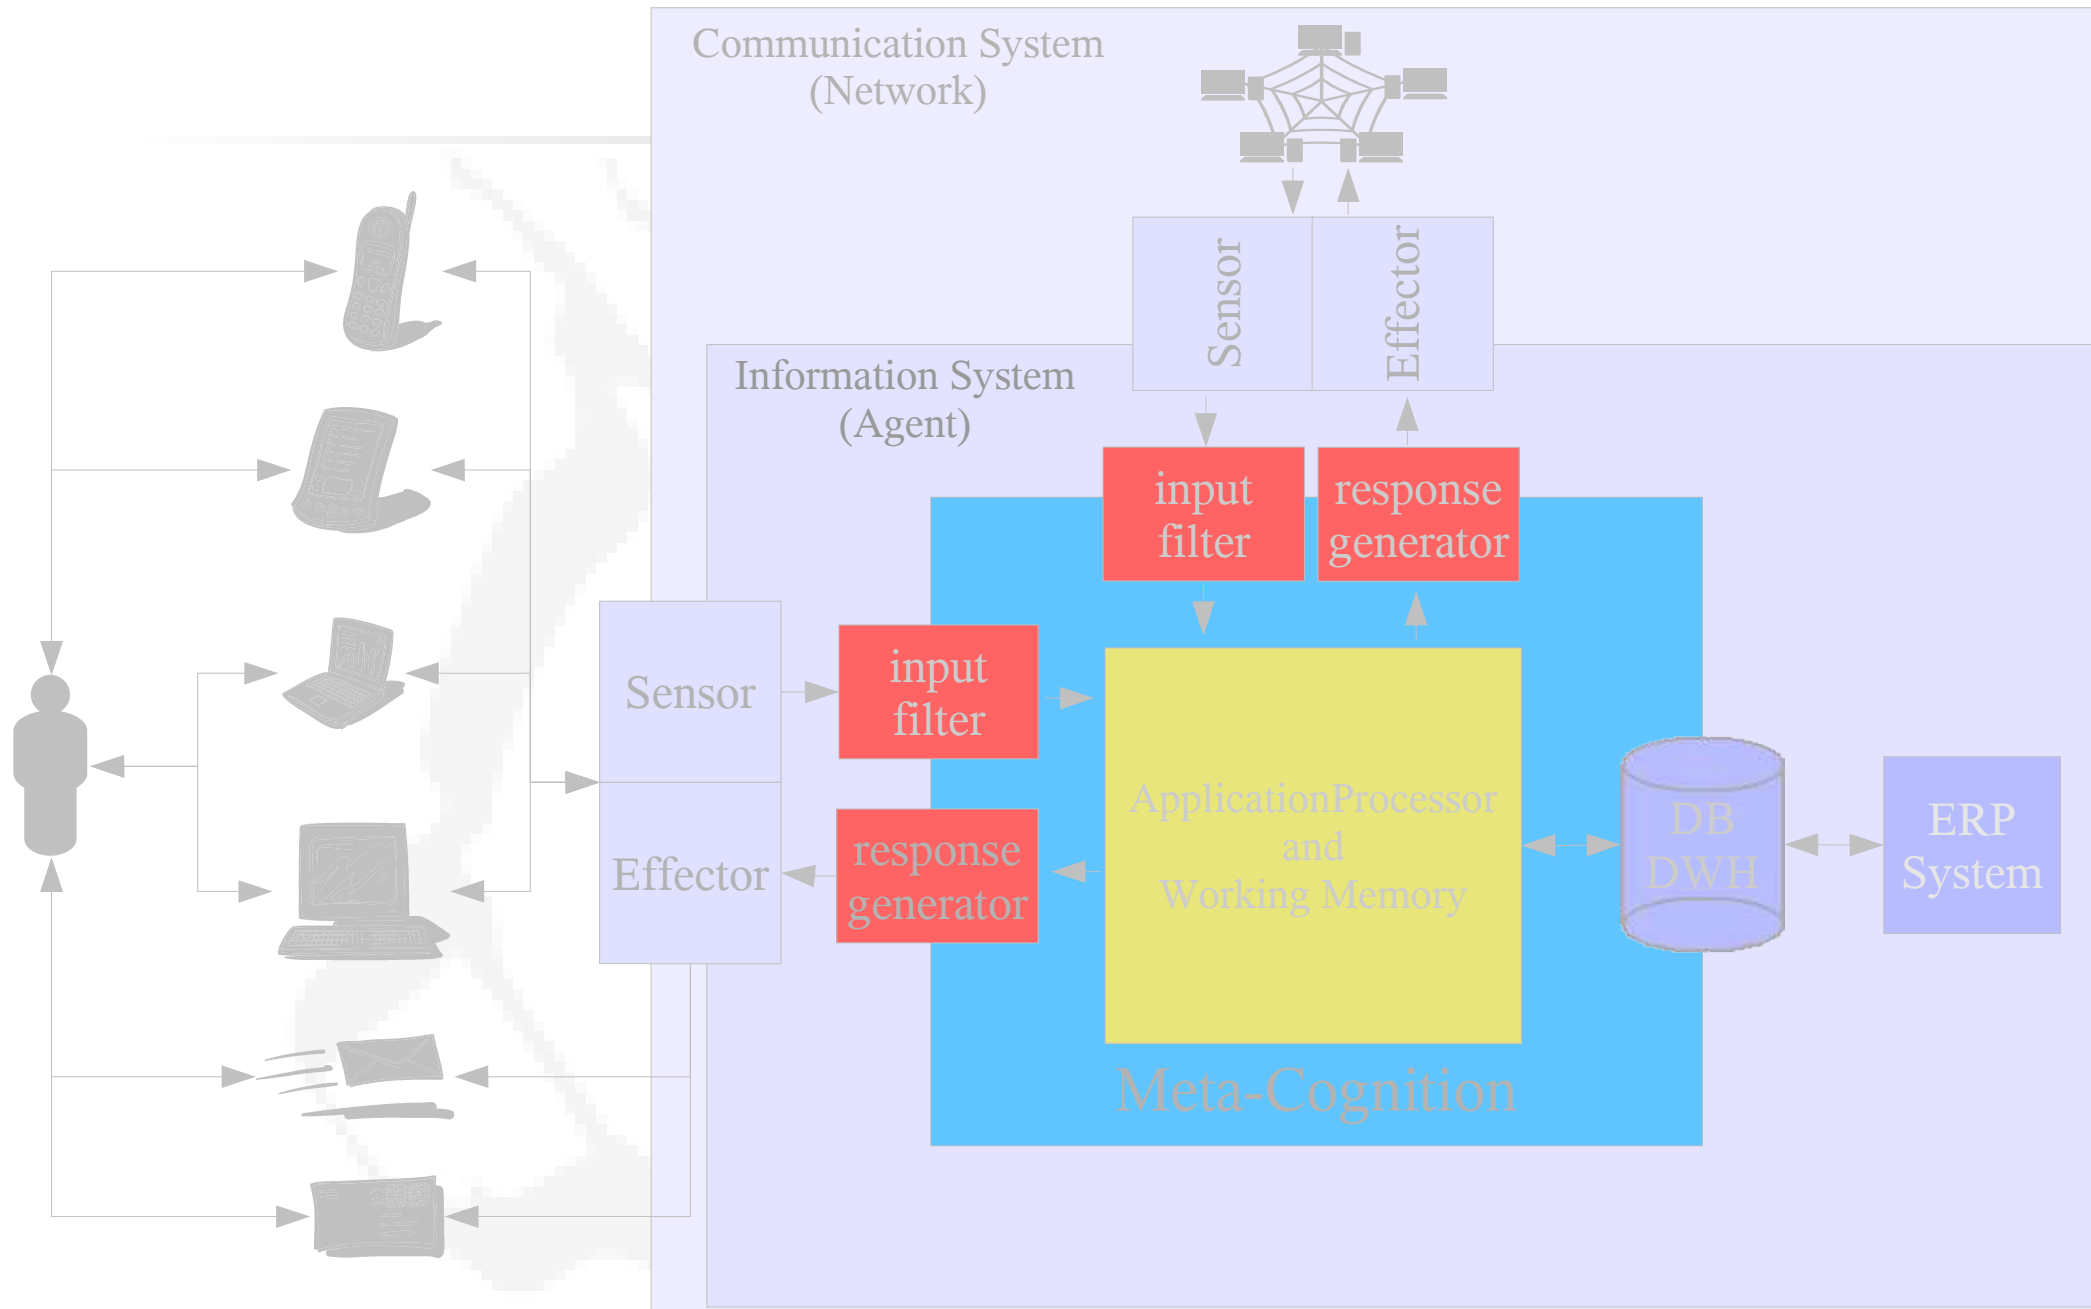 Communication System
(Network)
Sensor
Effector
Information System
(Agent)
input
filter
response
generator
input
filter
Sensor
ApplicationProcessor
and
Working Memory
DB
DWH
ERP
System
response
generator
Effector
Meta-Cognition